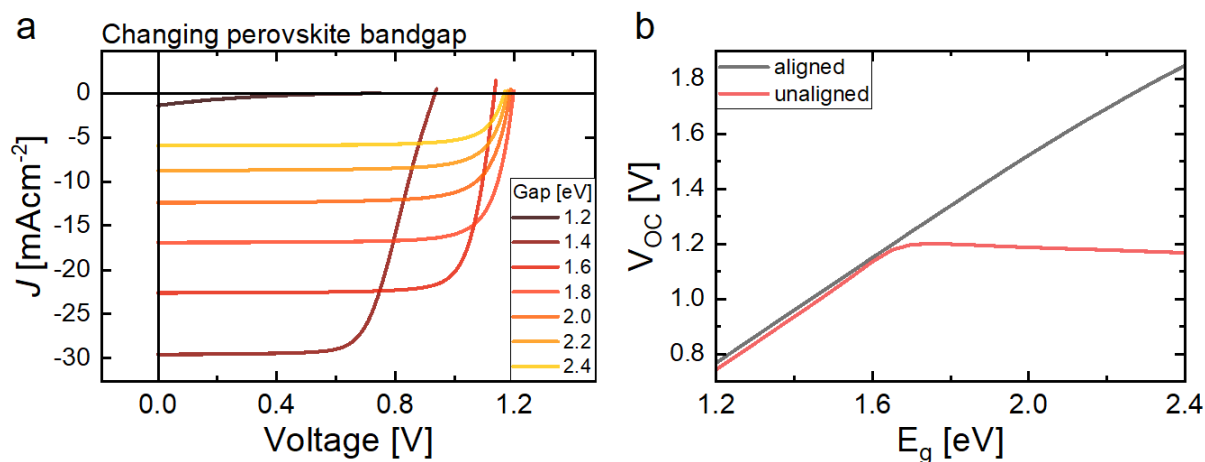 a
Changing perovskite bandgap
0
-5
-10
-15
-20
-25
-30
J [mAcm-2]
Gap [eV]
1.2
1.4
1.6
1.8
2.0
2.2
2.4
0.0
0.4
0.8
1.2
Voltage [V]
b
aligned
unaligned
1.8
1.6
1.4
1.2
1.0
0.8
VOC [V]
1.2
1.6
2.0
2.4
Eg [eV]